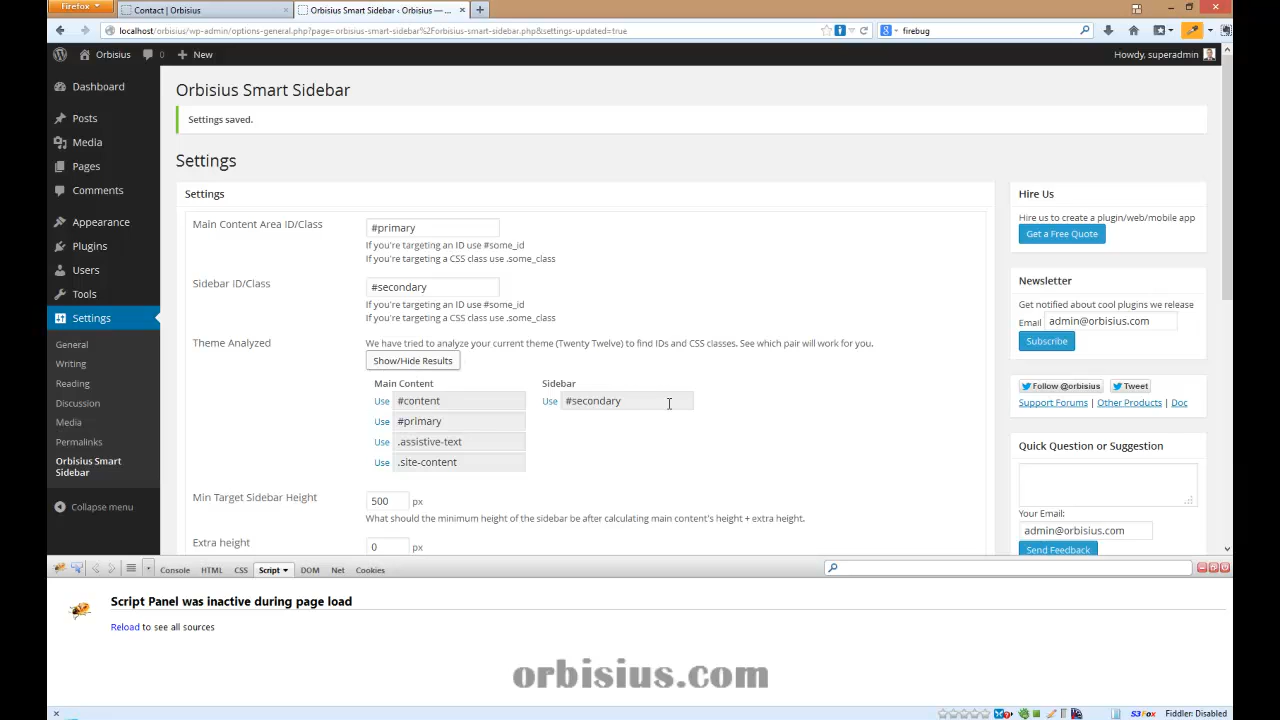 Firefox
Contact | Orbisius
Orbisius Smart Sidebar ‹ Orbisius — ...
localhost/orbisius/wp-admin/options-general.php?page=orbisius-smart-sidebar%2Forbisius-smart-sidebar.php&settings-updated=true
firebug
Orbisius
0
New
Howdy, superadmin
Dashboard
Posts
Media
Pages
Comments
Appearance
Plugins
Users
Tools
Settings
General
Writing
Reading
Discussion
Media
Permalinks
Orbisius Smart
Sidebar
Collapse menu
Orbisius Smart Sidebar
Settings saved.
Settings
Settings
Main Content Area ID/Class
#primary
If you're targeting an ID use #some_id
If you're targeting a CSS class use .some_class
Sidebar ID/Class
#secondary
If you're targeting an ID use #some_id
If you're targeting a CSS class use .some_class
Theme Analyzed
We have tried to analyze your current theme (Twenty Twelve) to find IDs and CSS classes. See which pair will work for you.
Show/Hide Results
Main Content
Sidebar
Use #content
Use #secondary
Use #primary
Use .assistive-text
Use .site-content
Min Target Sidebar Height
500 px
What should the minimum height of the sidebar be after calculating main content's height + extra height.
Extra height
0 px
Hire Us
Hire us to create a plugin/web/mobile app
Get a Free Quote
Newsletter
Get notified about cool plugins we release
Email admin@orbisius.com
Subscribe
Follow @orbisius
Tweet
Support Forums | Other Products | Doc
Quick Question or Suggestion
Your Email:
admin@orbisius.com
Send Feedback
Console HTML CSS Script DOM Net Cookies
Script Panel was inactive during page load
Reload to see all sources
orbisius.com
S3Fox
Fiddler: Disabled